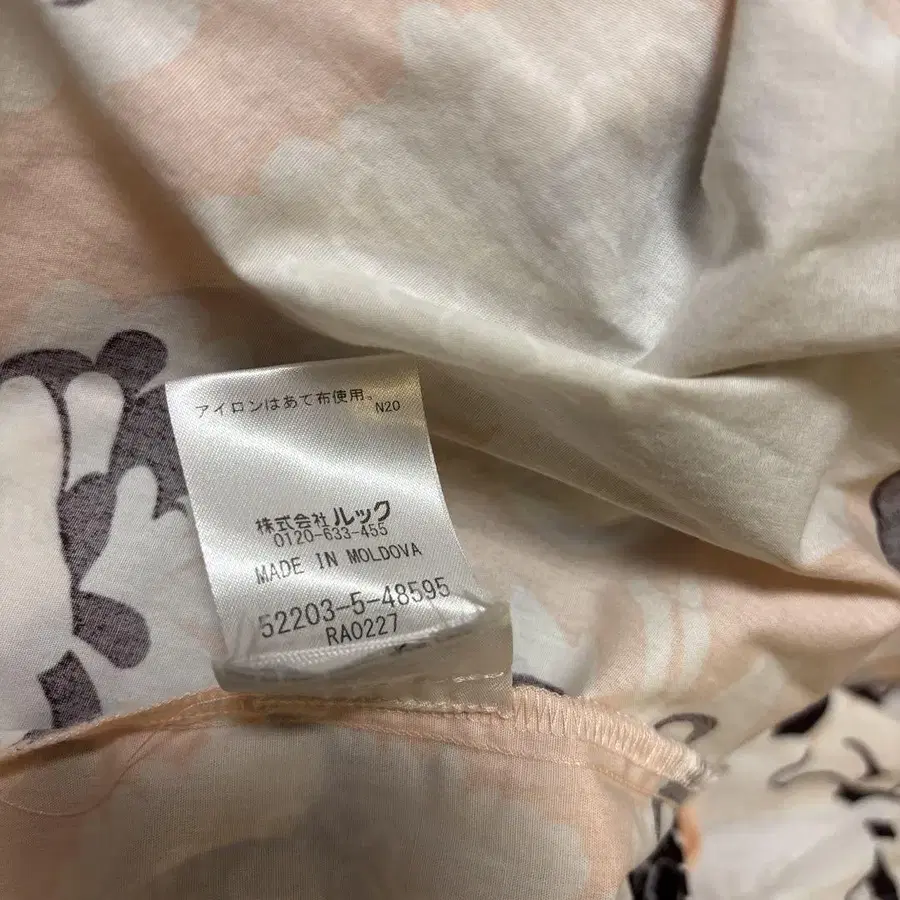 アイロンはあて布使用。
N20
株式会社ルック
0120-633-455
MADE IN MOLDOVA
52203-5-48595
RA0227